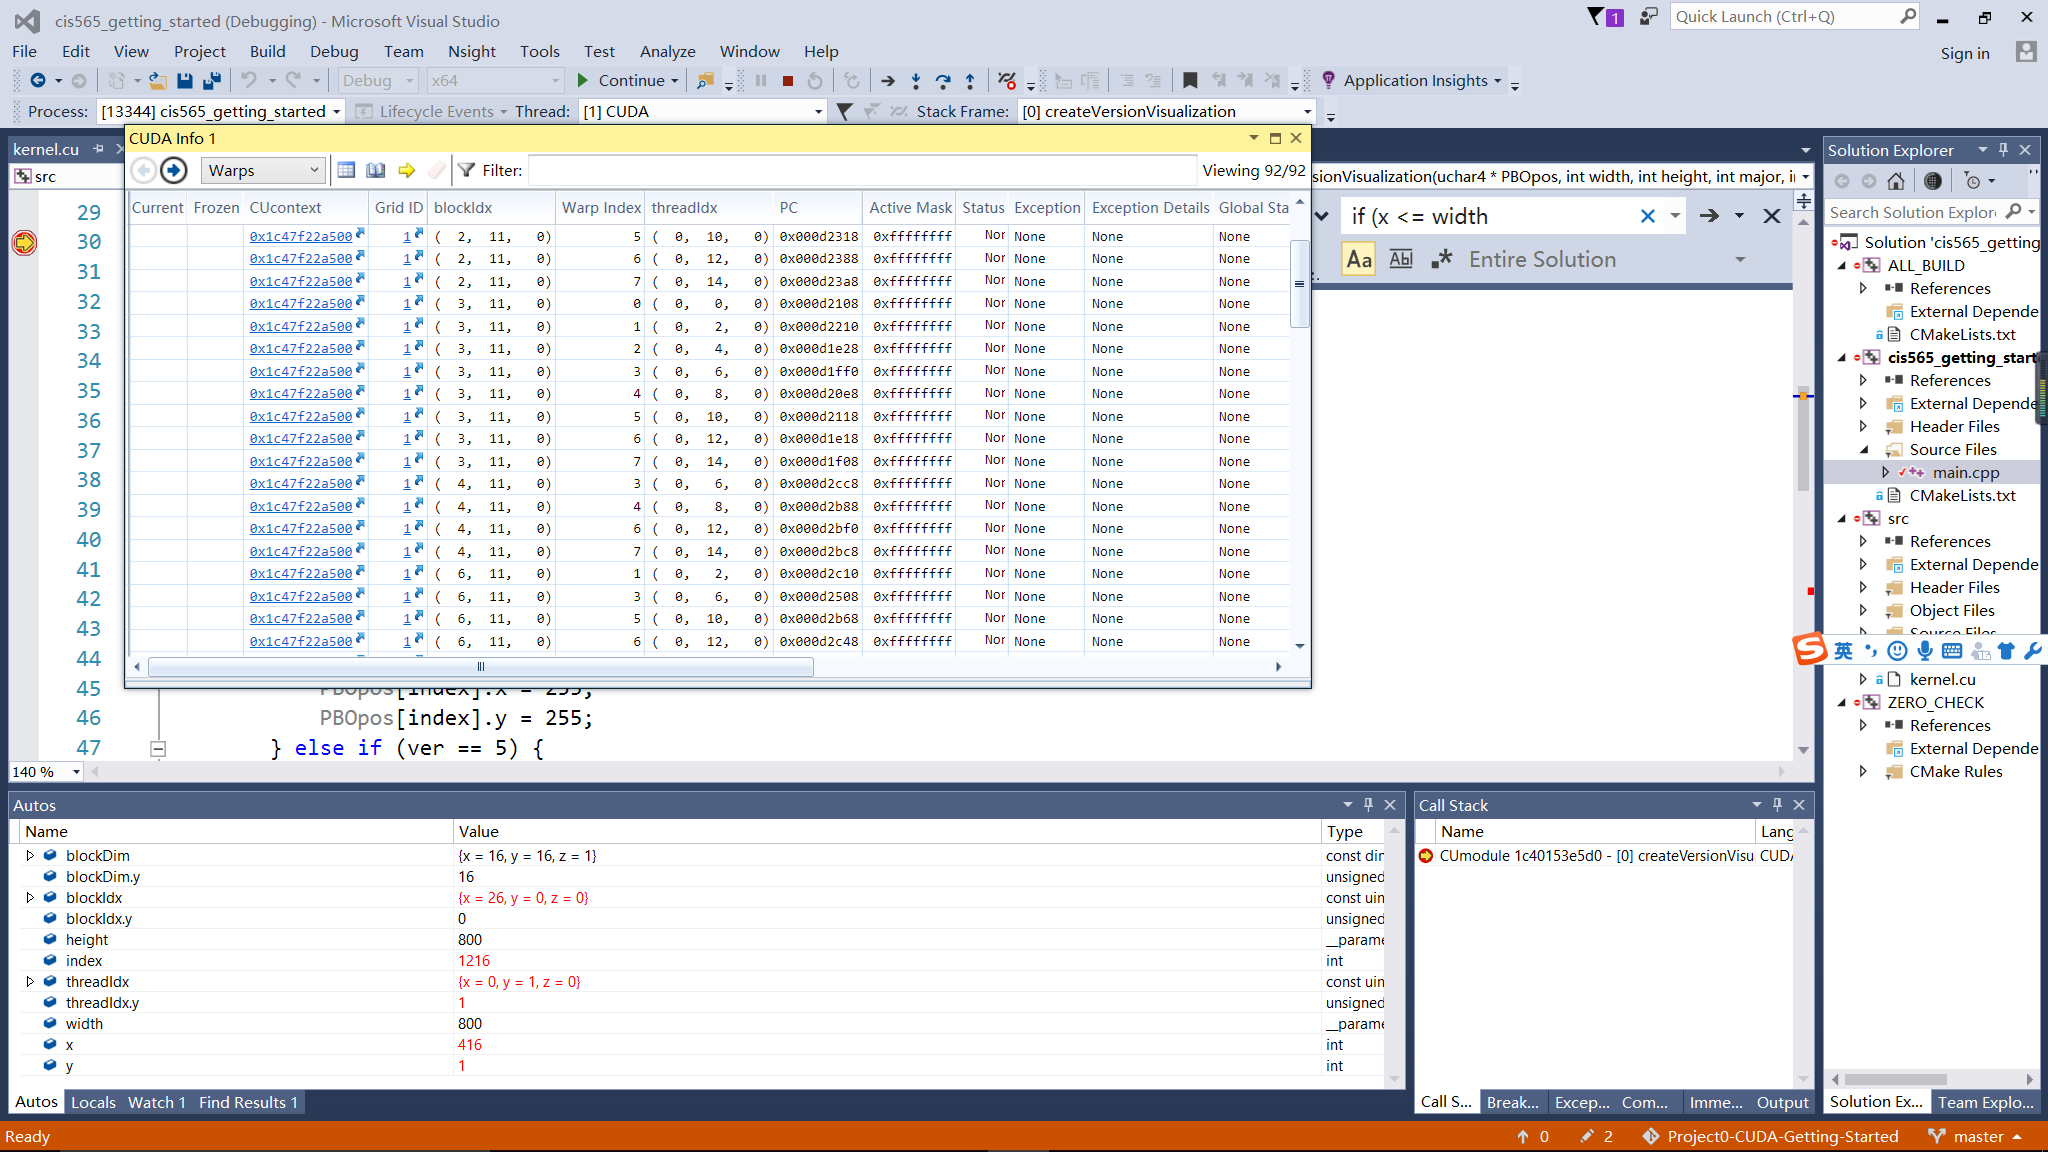 cis565_getting_started (Debugging) - Microsoft Visual Studio
1
Quick Launch (Ctrl+Q)
File Edit View Project Build Debug Team Nsight Tools Test Analyze Window Help
Sign in
Debug x64 Continue Application Insights
Process: [13344] cis565_getting_started Lifecycle Events Thread: [1] CUDA Stack Frame: [0] createVersionVisualization
kernel.cu
src
CUDA Info 1
Warps Filter: Viewing 92/92
Current Frozen CUcontext Grid ID blockIdx Warp Index threadIdx PC Active Mask Status Exception Exception Details Global Sta
0x1c47f22a500 1 ( 2, 11, 0) 5 ( 0, 10, 0) 0x000d2318 0xffffffff Nor None None None
0x1c47f22a500 1 ( 2, 11, 0) 6 ( 0, 12, 0) 0x000d2388 0xffffffff Nor None None None
0x1c47f22a500 1 ( 2, 11, 0) 7 ( 0, 14, 0) 0x000d23a8 0xffffffff Nor None None None
0x1c47f22a500 1 ( 3, 11, 0) 0 ( 0, 0, 0) 0x000d2108 0xffffffff Nor None None None
0x1c47f22a500 1 ( 3, 11, 0) 1 ( 0, 2, 0) 0x000d2210 0xffffffff Nor None None None
0x1c47f22a500 1 ( 3, 11, 0) 2 ( 0, 4, 0) 0x000d1e28 0xffffffff Nor None None None
0x1c47f22a500 1 ( 3, 11, 0) 3 ( 0, 6, 0) 0x000d1ff0 0xffffffff Nor None None None
0x1c47f22a500 1 ( 3, 11, 0) 4 ( 0, 8, 0) 0x000d20e8 0xffffffff Nor None None None
0x1c47f22a500 1 ( 3, 11, 0) 5 ( 0, 10, 0) 0x000d2118 0xffffffff Nor None None None
0x1c47f22a500 1 ( 3, 11, 0) 6 ( 0, 12, 0) 0x000d1e18 0xffffffff Nor None None None
0x1c47f22a500 1 ( 3, 11, 0) 7 ( 0, 14, 0) 0x000d1f08 0xffffffff Nor None None None
0x1c47f22a500 1 ( 4, 11, 0) 3 ( 0, 6, 0) 0x000d2cc8 0xffffffff Nor None None None
0x1c47f22a500 1 ( 4, 11, 0) 4 ( 0, 8, 0) 0x000d2b88 0xffffffff Nor None None None
0x1c47f22a500 1 ( 4, 11, 0) 6 ( 0, 12, 0) 0x000d2bf0 0xffffffff Nor None None None
0x1c47f22a500 1 ( 4, 11, 0) 7 ( 0, 14, 0) 0x000d2bc8 0xffffffff Nor None None None
0x1c47f22a500 1 ( 6, 11, 0) 1 ( 0, 2, 0) 0x000d2c10 0xffffffff Nor None None None
0x1c47f22a500 1 ( 6, 11, 0) 3 ( 0, 6, 0) 0x000d2508 0xffffffff Nor None None None
0x1c47f22a500 1 ( 6, 11, 0) 5 ( 0, 10, 0) 0x000d2b68 0xffffffff Nor None None None
0x1c47f22a500 1 ( 6, 11, 0) 6 ( 0, 12, 0) 0x000d2c48 0xffffffff Nor None None None
sionVisualization(uchar4 * PBOpos, int width, int height, int major, i
if (x <= width
Aa Abl .* Entire Solution
29
30
31
32
33
34
35
36
37
38
39
40
41
42
43
44
45 PBOpos[index].x = 255;
46 PBOpos[index].y = 255;
47 } else if (ver == 5) {
140 %
Solution Explorer
Search Solution Explor
Solution 'cis565_getting
ALL_BUILD
References
External Depende
CMakeLists.txt
cis565_getting_start
References
External Depende
Header Files
Source Files
main.cpp
CMakeLists.txt
src
References
External Depende
Header Files
Object Files
Source Files
英
kernel.cu
ZERO_CHECK
References
External Depende
CMake Rules
Solution Ex... Team Explo...
Autos
Name Value Type
blockDim {x = 16, y = 16, z = 1} const dim
blockDim.y 16 unsigned
blockIdx {x = 26, y = 0, z = 0} const uin
blockIdx.y 0 unsigned
height 800 __parame
index 1216 int
threadIdx {x = 0, y = 1, z = 0} const uin
threadIdx.y 1 unsigned
width 800 __parame
x 416 int
y 1 int
Autos Locals Watch 1 Find Results 1
Call Stack
Name Lang
CUmodule 1c40153e5d0 - [0] createVersionVisu CUDA
Call S... Break... Excep... Com... Imme... Output
Ready 0 2 Project0-CUDA-Getting-Started master